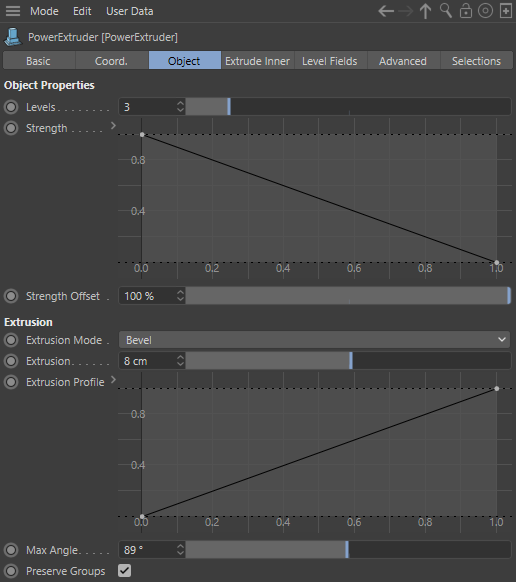 Mode Edit User Data
PowerExtruder [PowerExtruder]
Basic Coord. Object Extrude Inner Level Fields Advanced Selections
Object Properties
Levels . . . . . . . . 3
Strength . . . . .
0.8
0.4
0.0 0.2 0.4 0.6 0.8 1.0
Strength Offset . 100 %
Extrusion
Extrusion Mode . Bevel
Extrusion . . . . . 8 cm
Extrusion Profile
0.8
0.4
0.0 0.2 0.4 0.6 0.8 1.0
Max Angle . . . . . 89 °
Preserve Groups